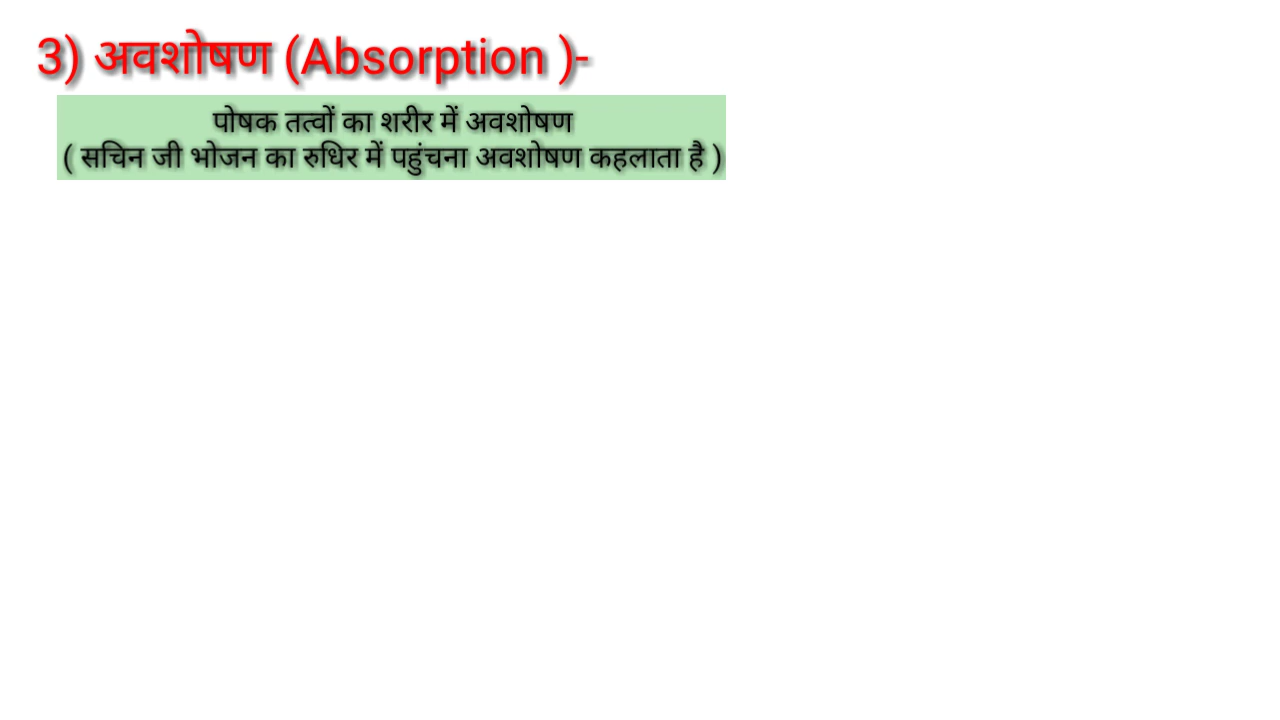 3) अवशोषण (Absorption )-
पोषक तत्वों का शरीर में अवशोषण
( सचिन जी भोजन का रुधिर में पहुंचना अवशोषण कहलाता है )